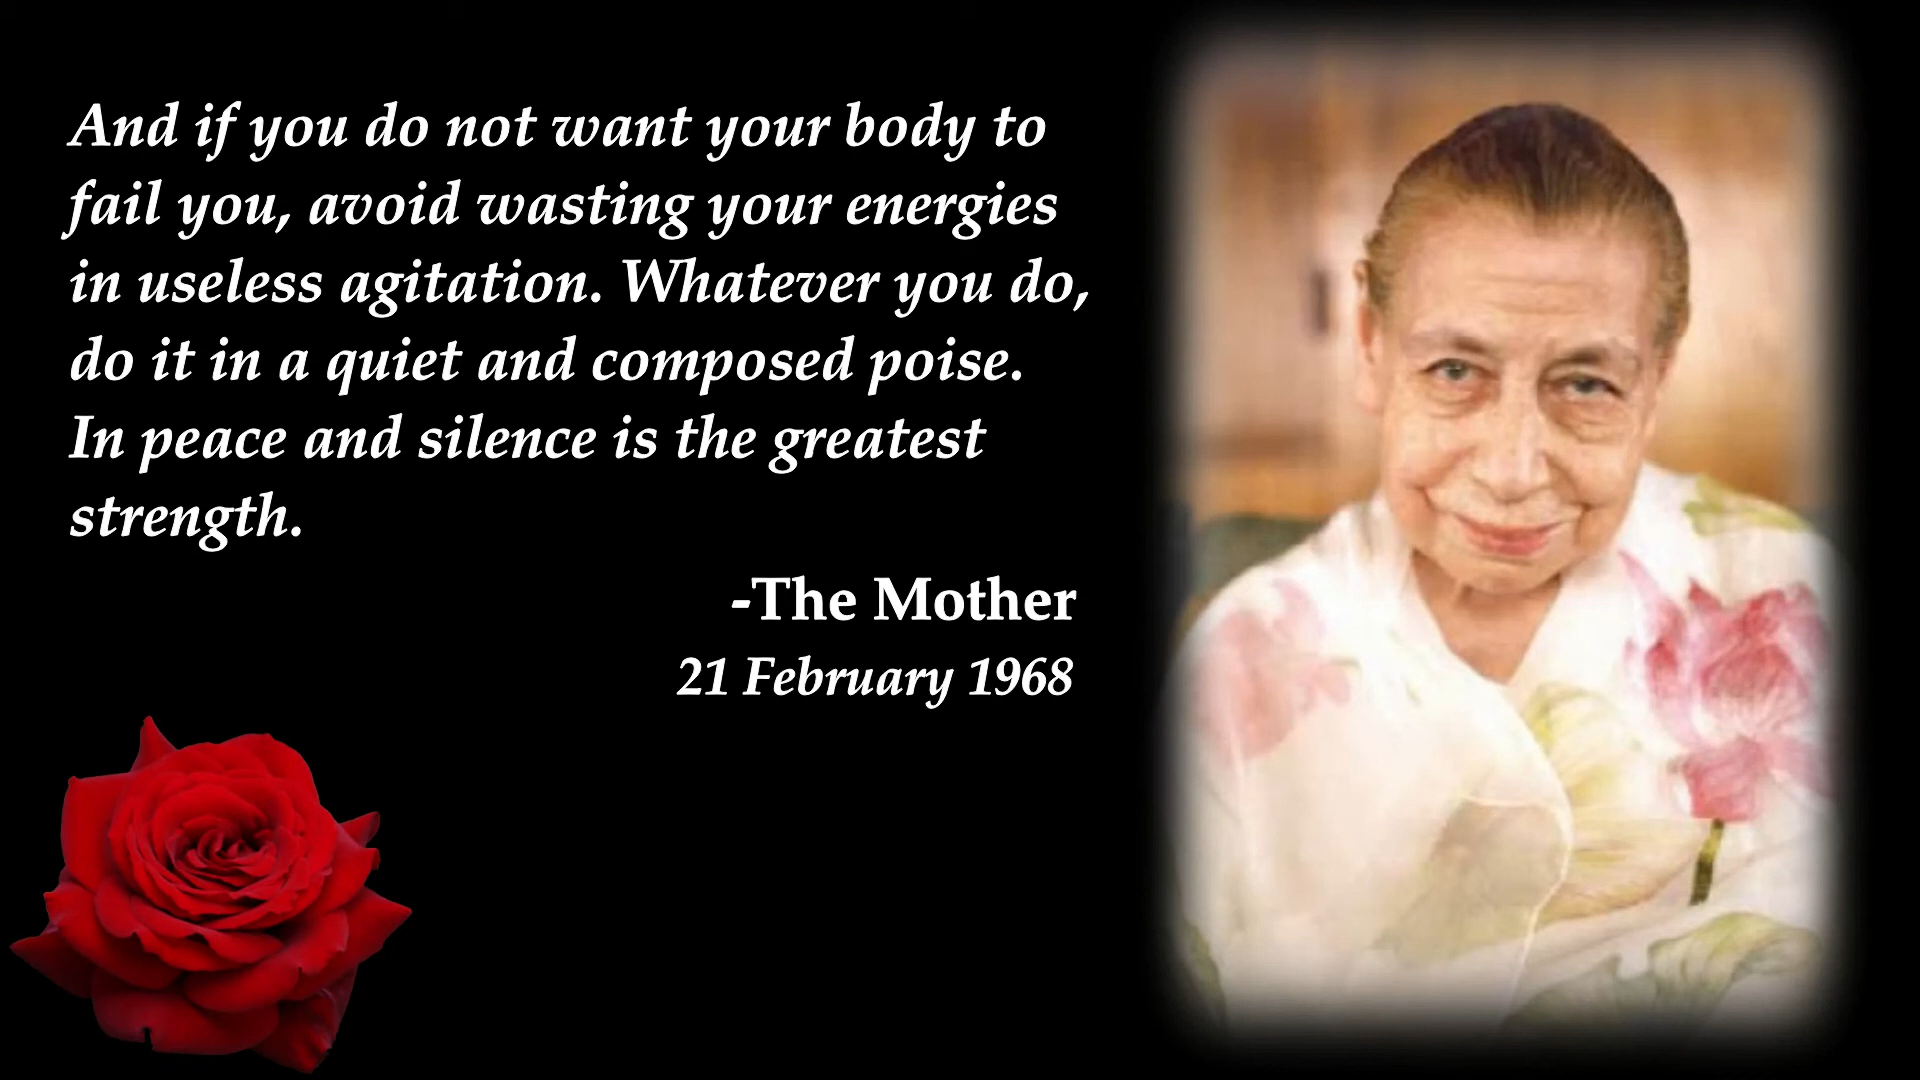 And if you do not want your body to
fail you, avoid wasting your energies
in useless agitation. Whatever you do,
do it in a quiet and composed poise.
In peace and silence is the greatest
strength.
-The Mother
21 February 1968